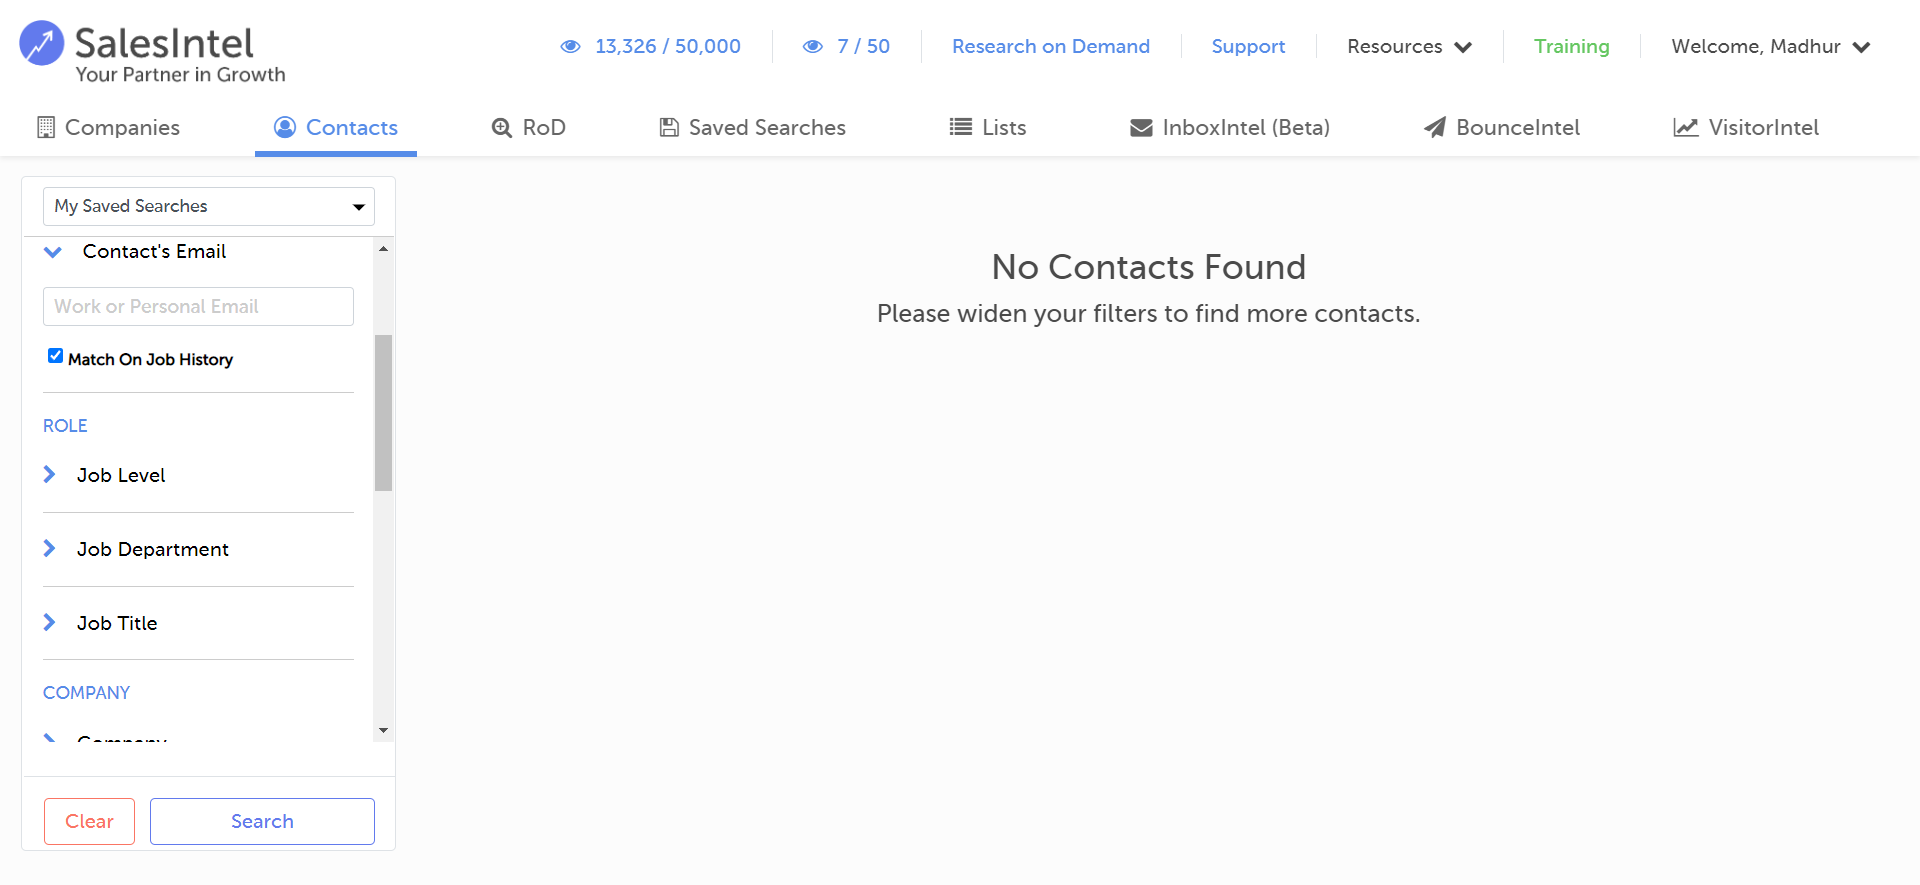 SalesIntel
Your Partner in Growth
13,326 / 50,000
7 / 50
Research on Demand
Support
Resources
Training
Welcome, Madhur
Companies
Contacts
RoD
Saved Searches
Lists
InboxIntel (Beta)
BounceIntel
VisitorIntel
My Saved Searches
Contact's Email
Work or Personal Email
Match On Job History
ROLE
Job Level
Job Department
Job Title
COMPANY
Company
Clear
Search
No Contacts Found
Please widen your filters to find more contacts.